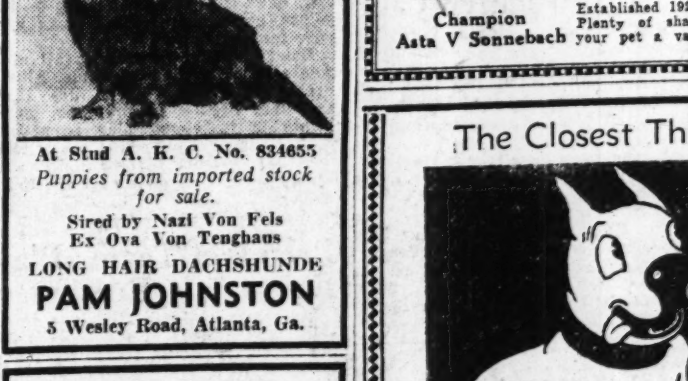 At Stud A. K. C. No. 834655
Puppies from imported stock
for sale.
Sired by Nazi Von Fels
Ex Ova Von Tenghaus
LONG HAIR DACHSHUNDE
PAM JOHNSTON
5 Wesley Road, Atlanta, Ga.
Champion
Asta V Sonnebach
Established
Plenty of
your pet a
The Closest